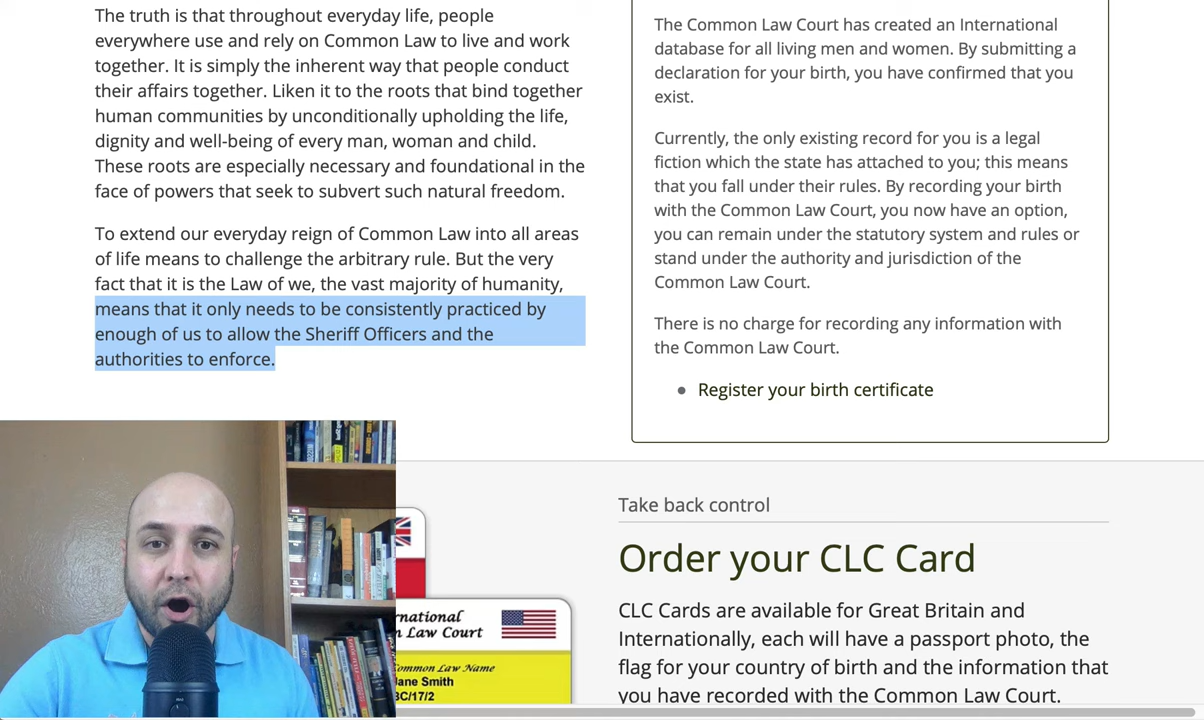 The truth is that throughout everyday life, people
everywhere use and rely on Common Law to live and work
together. It is simply the inherent way that people conduct
their affairs together. Liken it to the roots that bind together
human communities by unconditionally upholding the life,
dignity and well-being of every man, woman and child.
These roots are especially necessary and foundational in the
face of powers that seek to subvert such natural freedom.
To extend our everyday reign of Common Law into all areas
of life means to challenge the arbitrary rule. But the very
fact that it is the Law of we, the vast majority of humanity,
means that it only needs to be consistently practiced by
enough of us to allow the Sheriff Officers and the
authorities to enforce.
The Common Law Court has created an International
database for all living men and women. By submitting a
declaration for your birth, you have confirmed that you
exist.
Currently, the only existing record for you is a legal
fiction which the state has attached to you; this means
that you fall under their rules. By recording your birth
with the Common Law Court, you now have an option,
you can remain under the statutory system and rules or
stand under the authority and jurisdiction of the
Common Law Court.
There is no charge for recording any information with
the Common Law Court.
• Register your birth certificate
rnational
n Law Court
Common Law Name
Jane Smith
BC/17/2
Take back control
Order your CLC Card
CLC Cards are available for Great Britain and
Internationally, each will have a passport photo, the
flag for your country of birth and the information that
you have recorded with the Common Law Court.